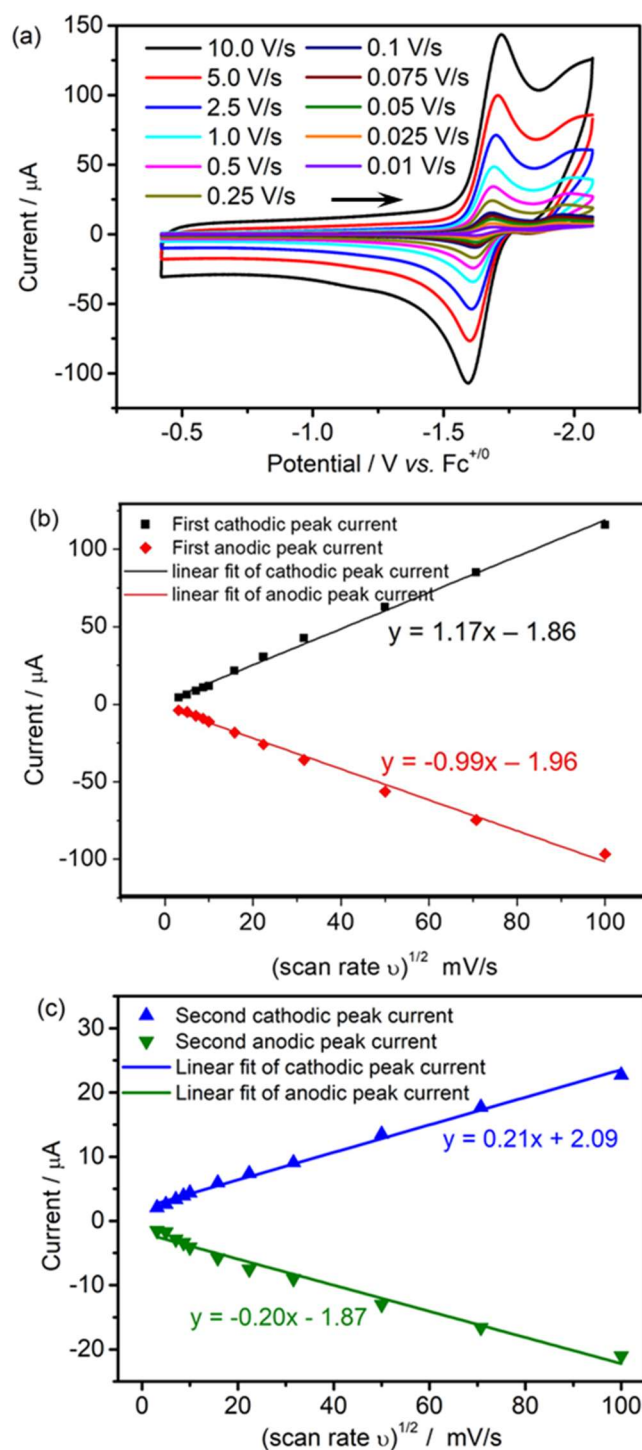 (a)
150
100
50
0
-50
-100
Current / μA
10.0 V/s
5.0 V/s
2.5 V/s
1.0 V/s
0.5 V/s
0.25 V/s
0.1 V/s
0.075 V/s
0.05 V/s
0.025 V/s
0.01 V/s
-0.5
-1.0
-1.5
-2.0
Potential / V vs. Fc⁺/⁰
(b)
100
50
0
-50
-100
Current / μA
First cathodic peak current
First anodic peak current
linear fit of cathodic peak current
linear fit of anodic peak current
y = 1.17x – 1.86
y = -0.99x – 1.96
0 20 40 60 80 100
(scan rate υ)¹/² mV/s
(c)
30
20
10
0
-10
-20
Current / μA
Second cathodic peak current
Second anodic peak current
Linear fit of cathodic peak current
Linear fit of anodic peak current
y = 0.21x + 2.09
y = -0.20x - 1.87
0 20 40 60 80 100
(scan rate υ)¹/² / mV/s